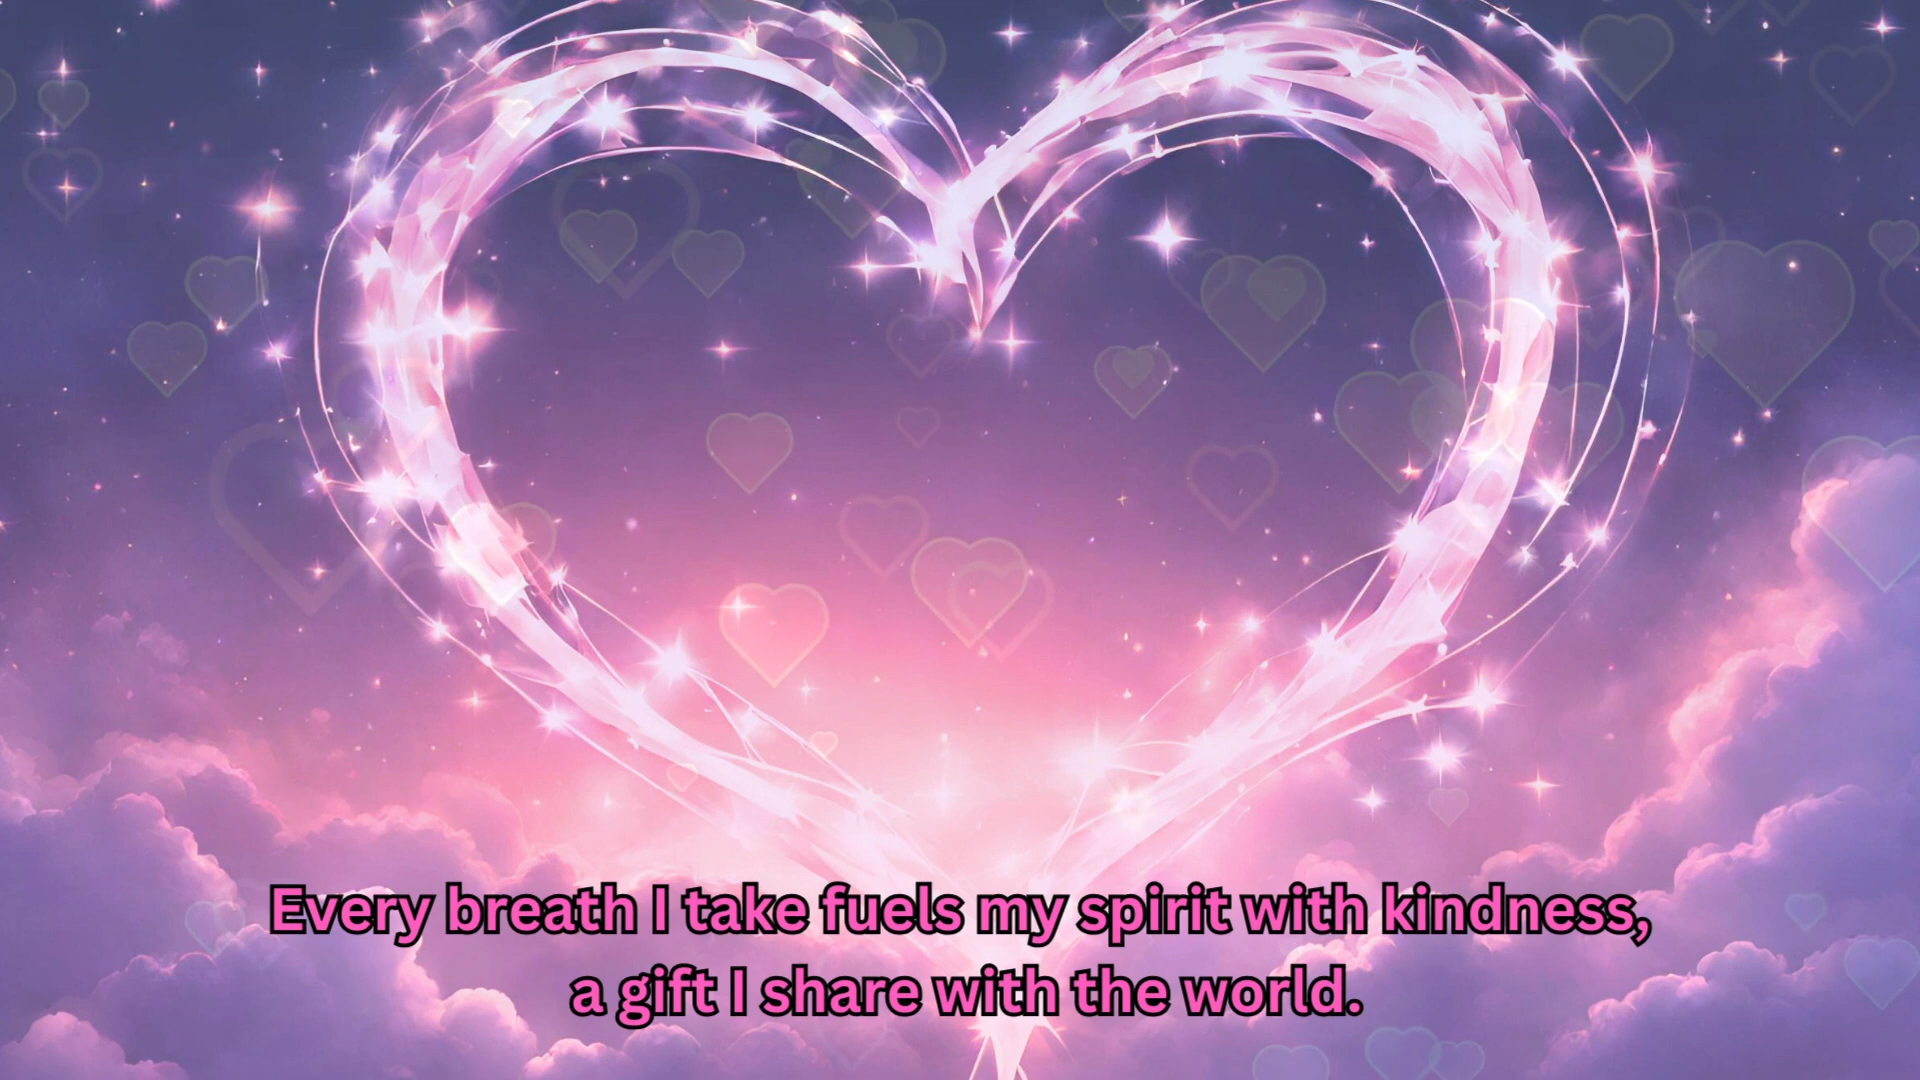 Every breath I take fuels my spirit with kindness,
a gift I share with the world.